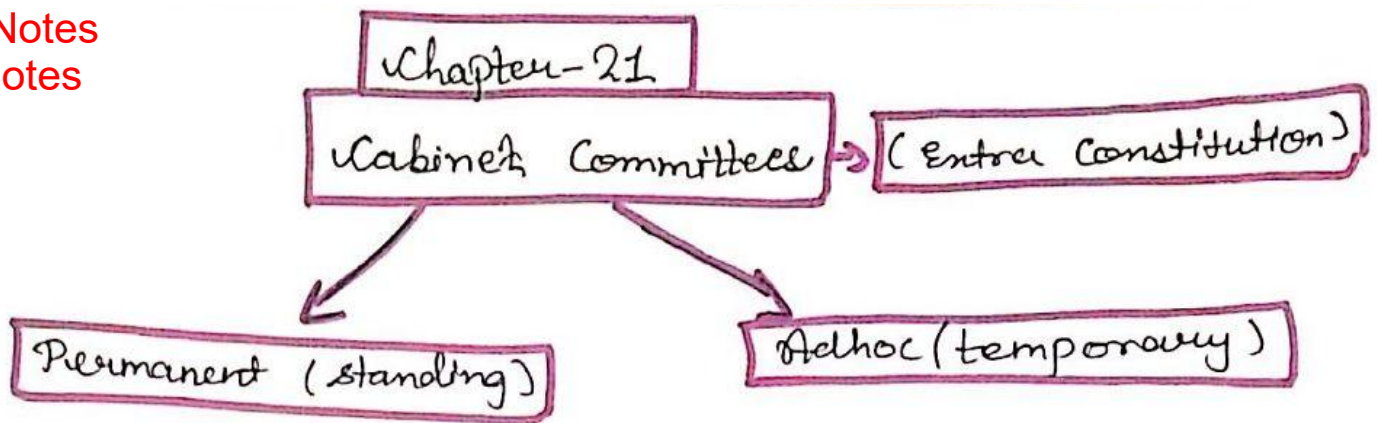 Notes
otes
Chapter-21
Cabinet Committees
(Extra Constitution)
Permanent (standing)
Adhoc (temporary)